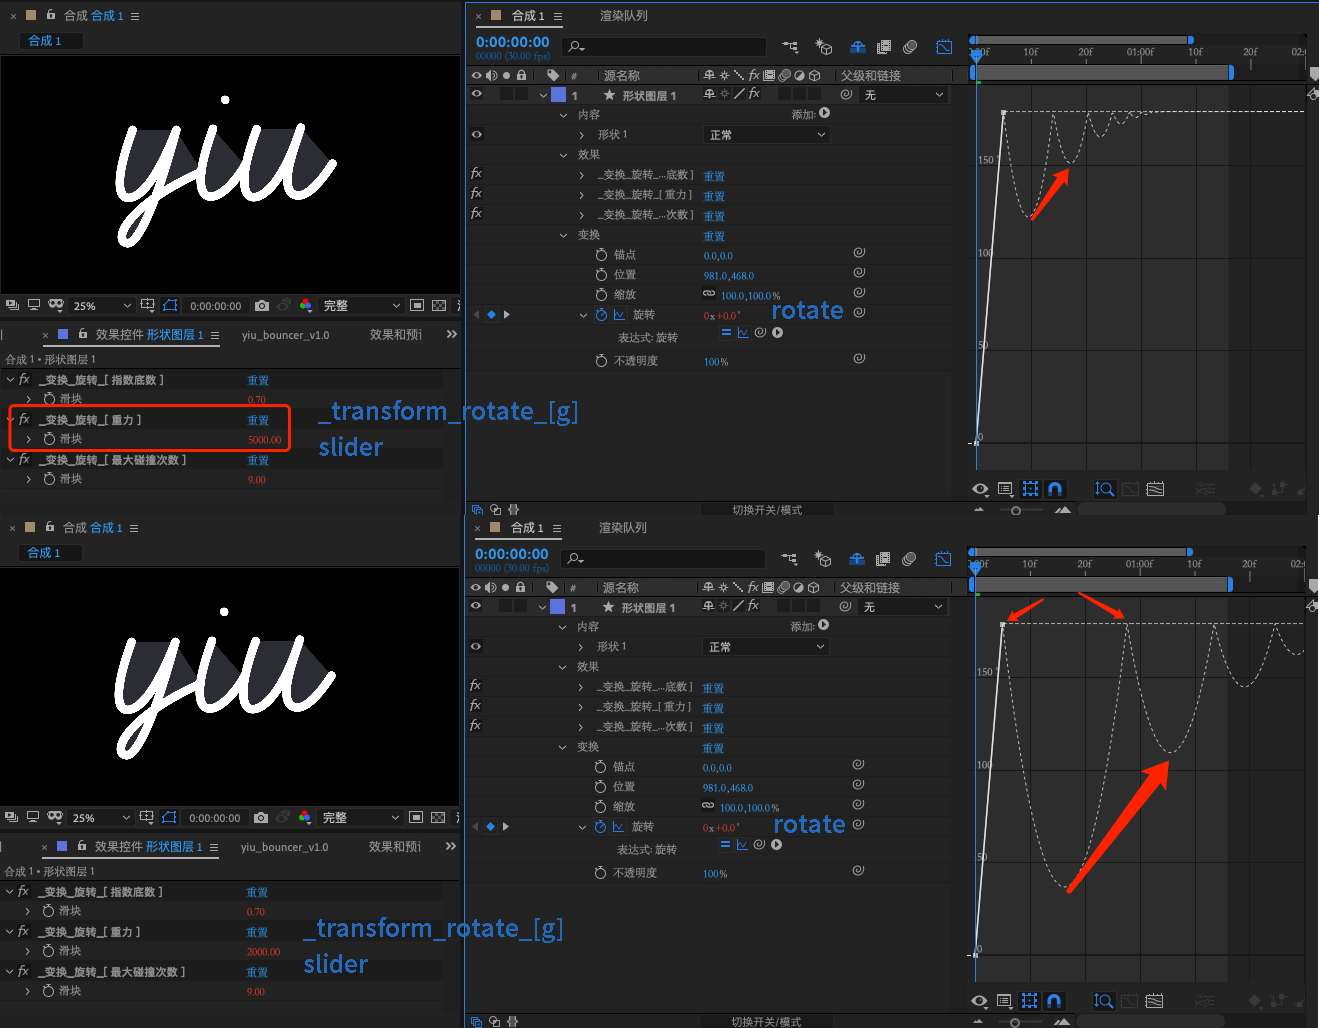 合成 合成 1
合成 1
yiu
25%
0:00:00:00
完整
效果控件 形状图层 1
yiu_bouncer_v1.0
效果和预设
合成 1 • 形状图层 1
fx _变换_旋转_[ 指数底数 ] 重置
滑块 0.70
fx _变换_旋转_[ 重力 ] 重置
滑块 5000.00
fx _变换_旋转_[ 最大碰撞次数 ] 重置
滑块 9.00
_transform_rotate_[g]
slider
合成 1
渲染队列
0:00:00:00
00000 (30.00 fps)
# 源名称 fx 父级和链接
1 形状图层 1 fx 无
内容 添加:
形状 1 正常
效果
fx _变换_旋转_...底数 ] 重置
fx _变换_旋转_[ 重力 ] 重置
fx _变换_旋转_...次数 ] 重置
变换 重置
锚点 0.0,0.0
位置 981.0,468.0
缩放 100.0,100.0%
旋转 0x+0.0° rotate
表达式: 旋转
不透明度 100%
切换开关/模式
:00f 10f 20f 01:00f 10f 20f 02:0
150
100
50
0
合成 合成 1
合成 1
yiu
25%
0:00:00:00
完整
效果控件 形状图层 1
yiu_bouncer_v1.0
效果和预设
合成 1 • 形状图层 1
fx _变换_旋转_[ 指数底数 ] 重置
滑块 0.70
fx _变换_旋转_[ 重力 ] 重置
滑块 2000.00
fx _变换_旋转_[ 最大碰撞次数 ] 重置
滑块 9.00
_transform_rotate_[g]
slider
合成 1
渲染队列
0:00:00:00
00000 (30.00 fps)
# 源名称 fx 父级和链接
1 形状图层 1 fx 无
内容 添加:
形状 1 正常
效果
fx _变换_旋转_...底数 ] 重置
fx _变换_旋转_[ 重力 ] 重置
fx _变换_旋转_...次数 ] 重置
变换 重置
锚点 0.0,0.0
位置 981.0,468.0
缩放 100.0,100.0%
旋转 0x+0.0° rotate
表达式: 旋转
不透明度 100%
切换开关/模式
:00f 10f 20f 01:00f 10f 20f 02:0
150
100
50
0